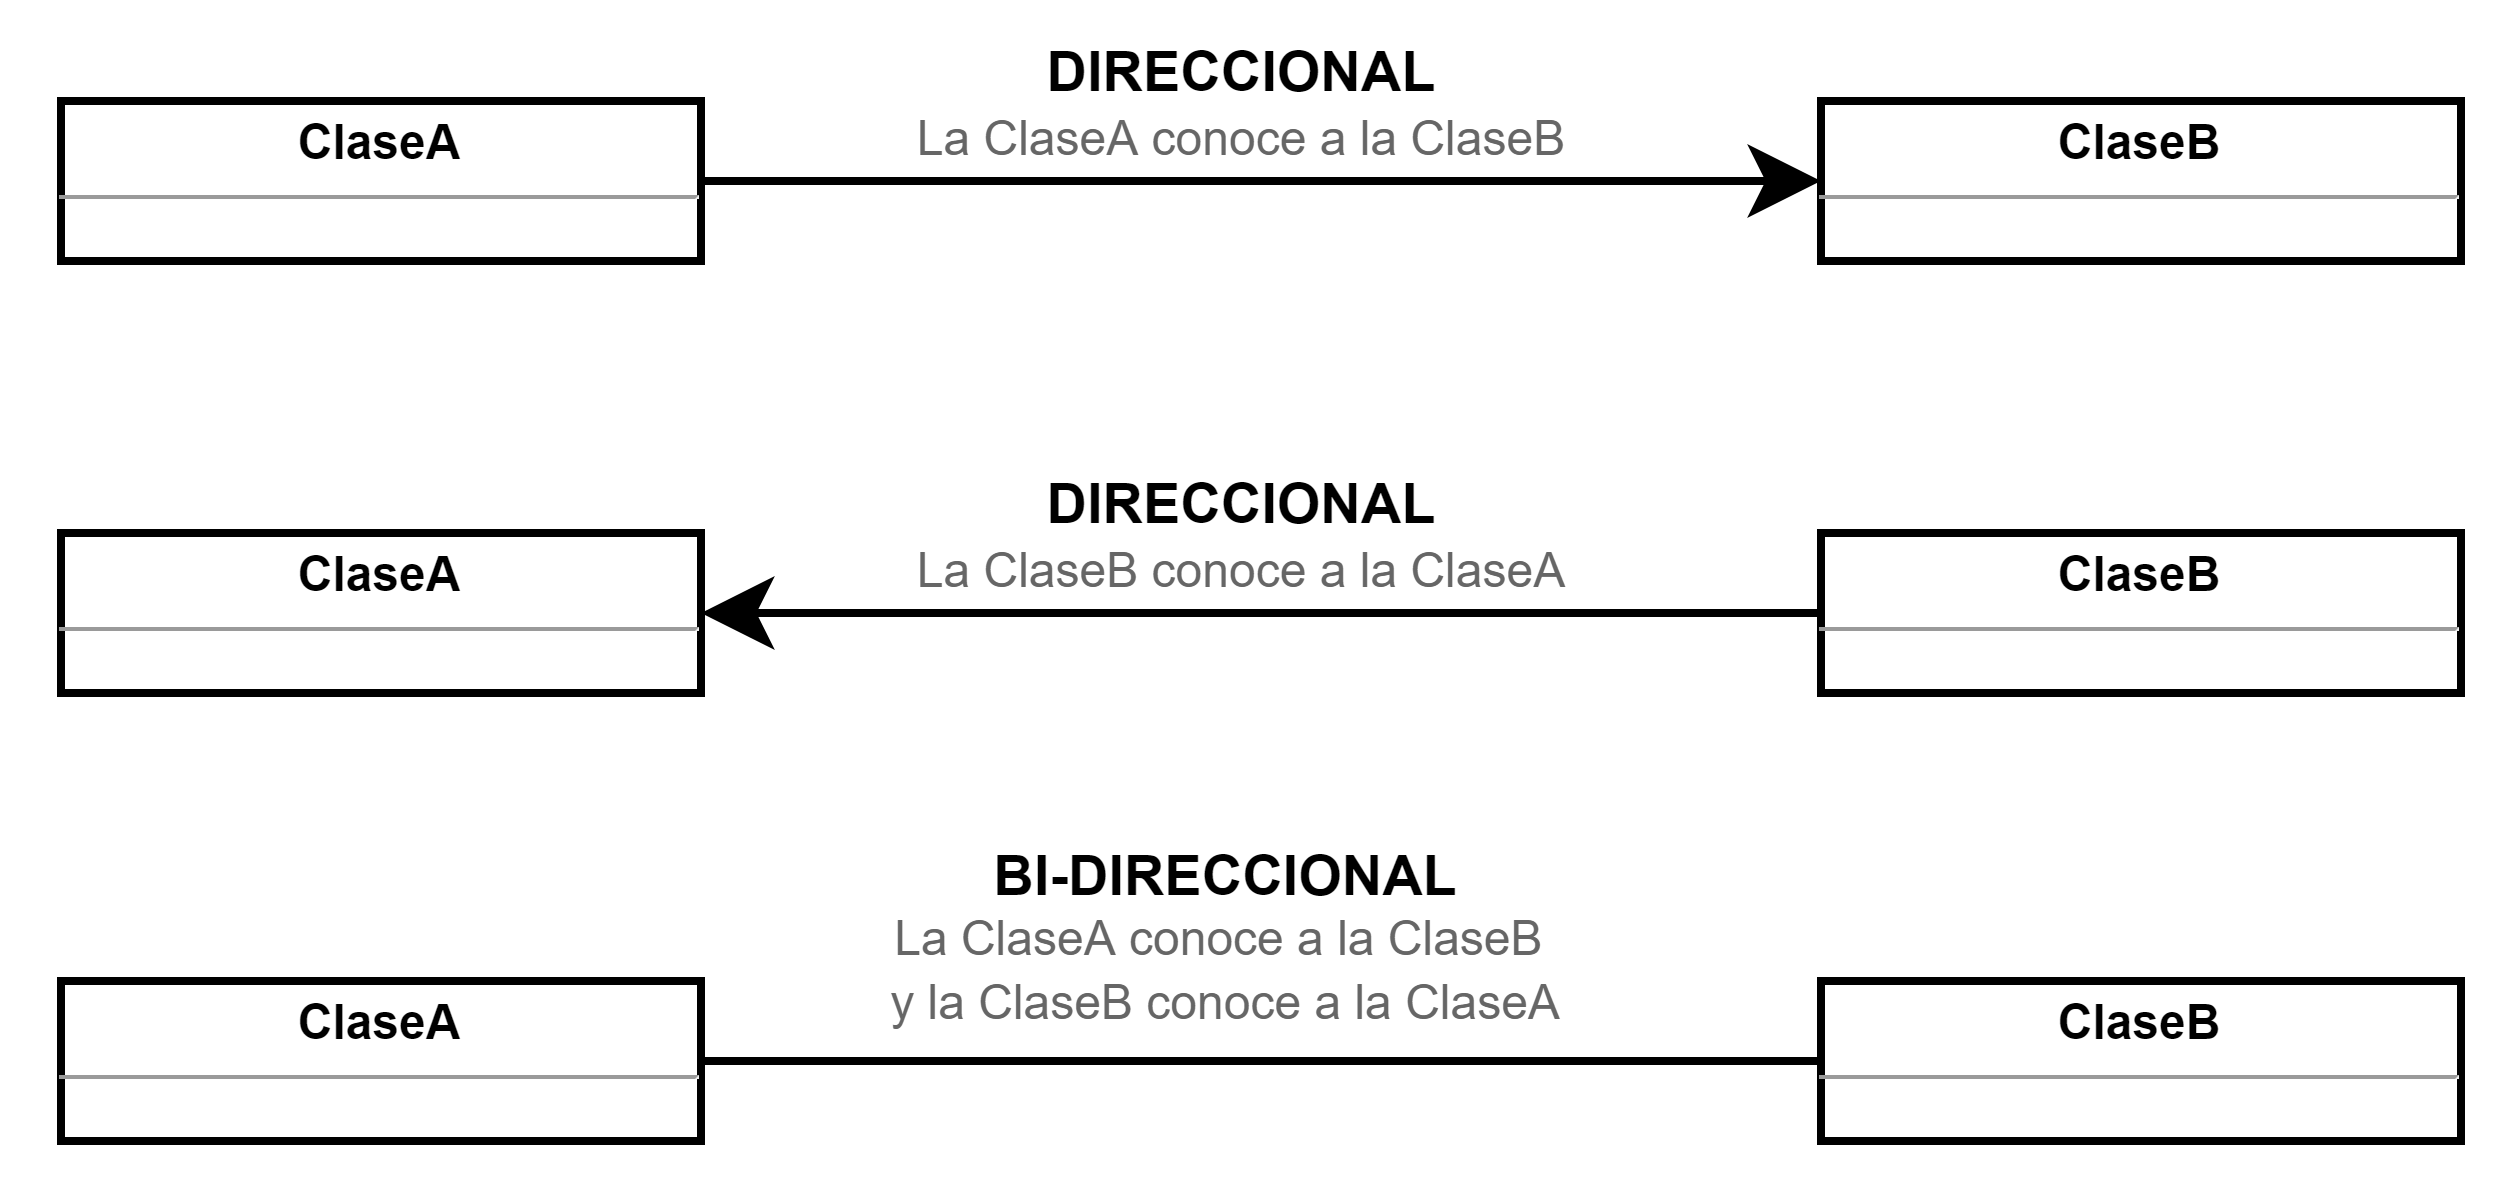 DIRECCIONAL
La ClaseA conoce a la ClaseB
ClaseA
ClaseB
DIRECCIONAL
La ClaseB conoce a la ClaseA
ClaseA
ClaseB
BI-DIRECCIONAL
La ClaseA conoce a la ClaseB
y la ClaseB conoce a la ClaseA
ClaseA
ClaseB